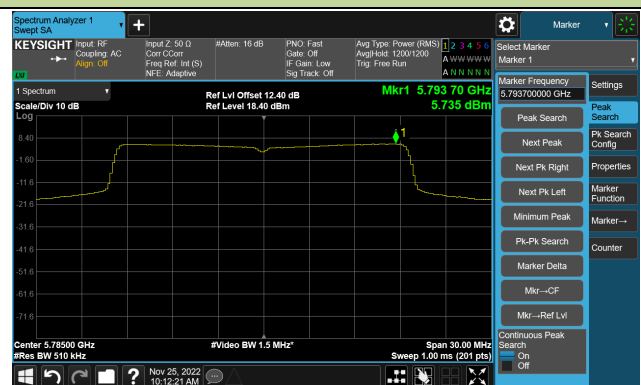 Spectrum Analyzer 1
Swept SA
+
Marker
KEYSIGHT
Input: RF
Coupling: AC
Align: Off
Input Z: 50 Ω
Corr CCorr
Freq Ref: Int (S)
NFE: Adaptive
#Atten: 16 dB
PNO: Fast
Gate: Off
IF Gain: Low
Sig Track: Off
Avg Type: Power (RMS)
Avg|Hold: 1200/1200
Trig: Free Run
1 2 3 4 5 6
A W W W W W
A N N N N N
LXI
Select Marker
Marker 1
1 Spectrum
Scale/Div 10 dB
Ref Lvl Offset 12.40 dB
Ref Level 18.40 dBm
Mkr1 5.793 70 GHz
5.735 dBm
Log
1
8.40
-1.60
-11.6
-21.6
-31.6
-41.6
-51.6
-61.6
-71.6
Center 5.78500 GHz
#Res BW 510 kHz
#Video BW 1.5 MHz*
Span 30.00 MHz
Sweep 1.00 ms (201 pts)
Marker Frequency
5.793700000 GHz
Peak Search
Next Peak
Next Pk Right
Next Pk Left
Minimum Peak
Pk-Pk Search
Marker Delta
Mkr→CF
Mkr→Ref Lvl
Continuous Peak
Search
On
Off
Settings
Peak
Search
Pk Search
Config
Properties
Marker
Function
Marker→
Counter
?
Nov 25, 2022
10:12:21 AM